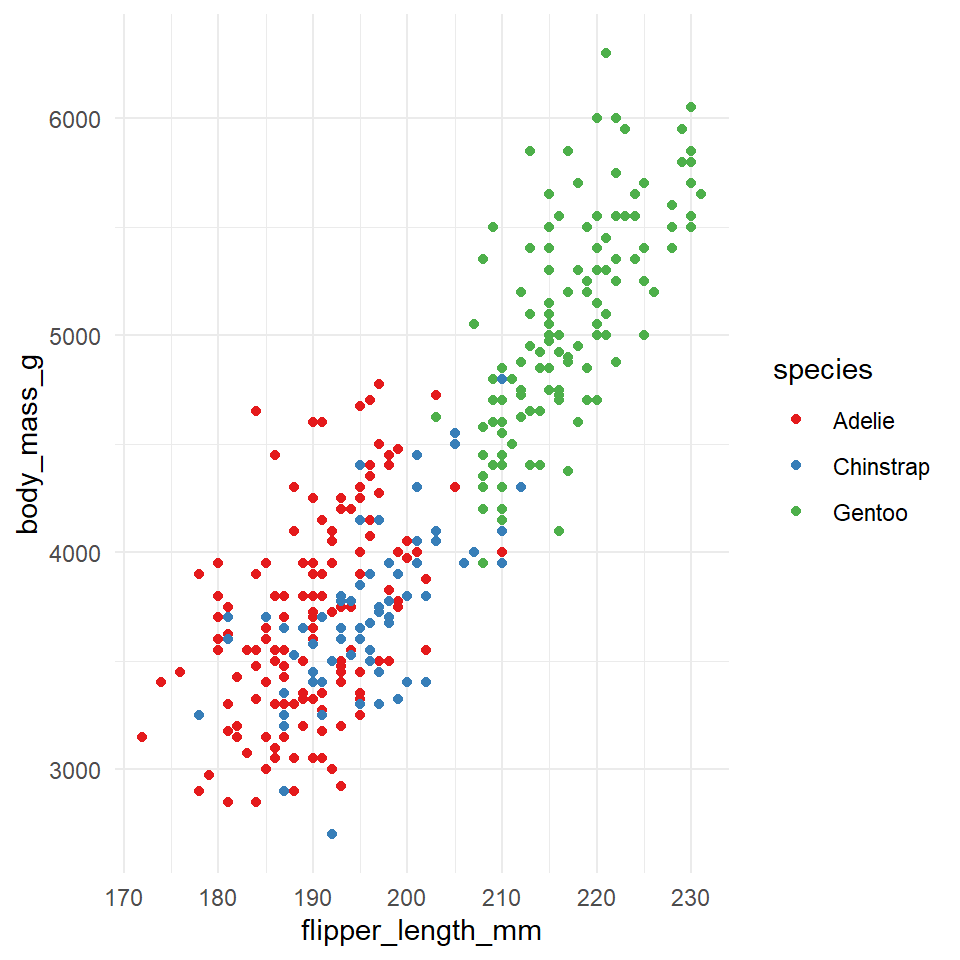 body_mass_g
6000
5000
4000
3000
170 180 190 200 210 220 230
flipper_length_mm
species
Adelie
Chinstrap
Gentoo